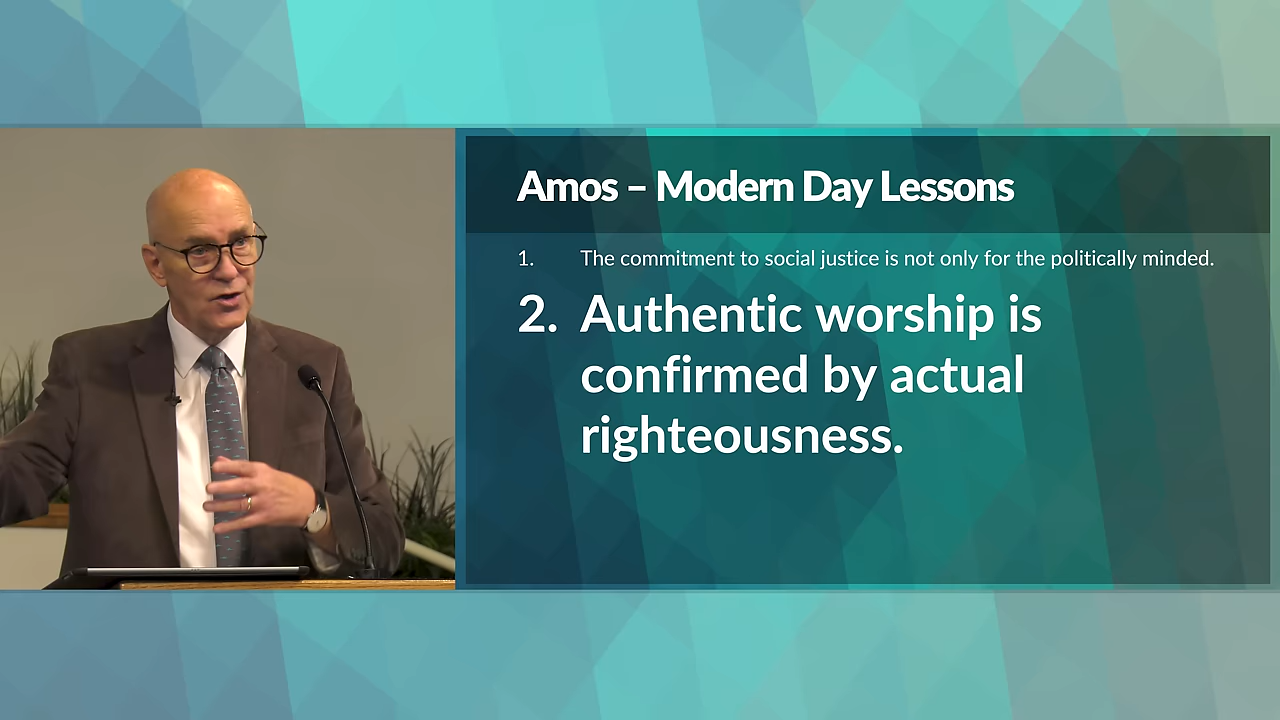 Amos – Modern Day Lessons
1. The commitment to social justice is not only for the politically minded.
2. Authentic worship is
confirmed by actual
righteousness.